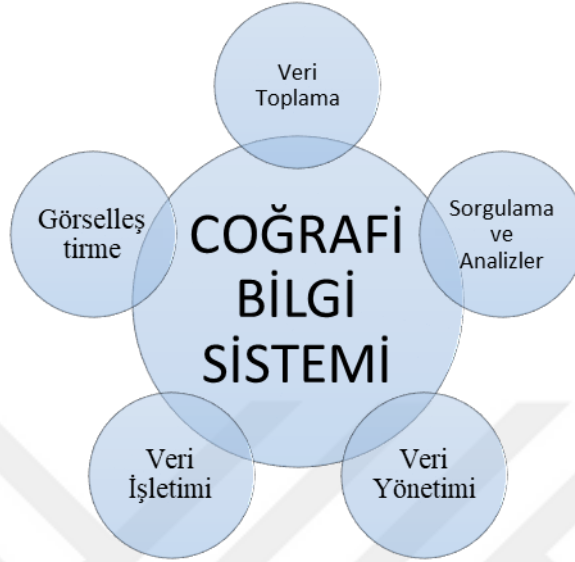 Veri
Toplama
Görselleş
tirme
COĞRAFİ
BİLGİ
SİSTEMİ
Sorgulama
ve
Analizler
Veri
İşletimi
Veri
Yönetimi